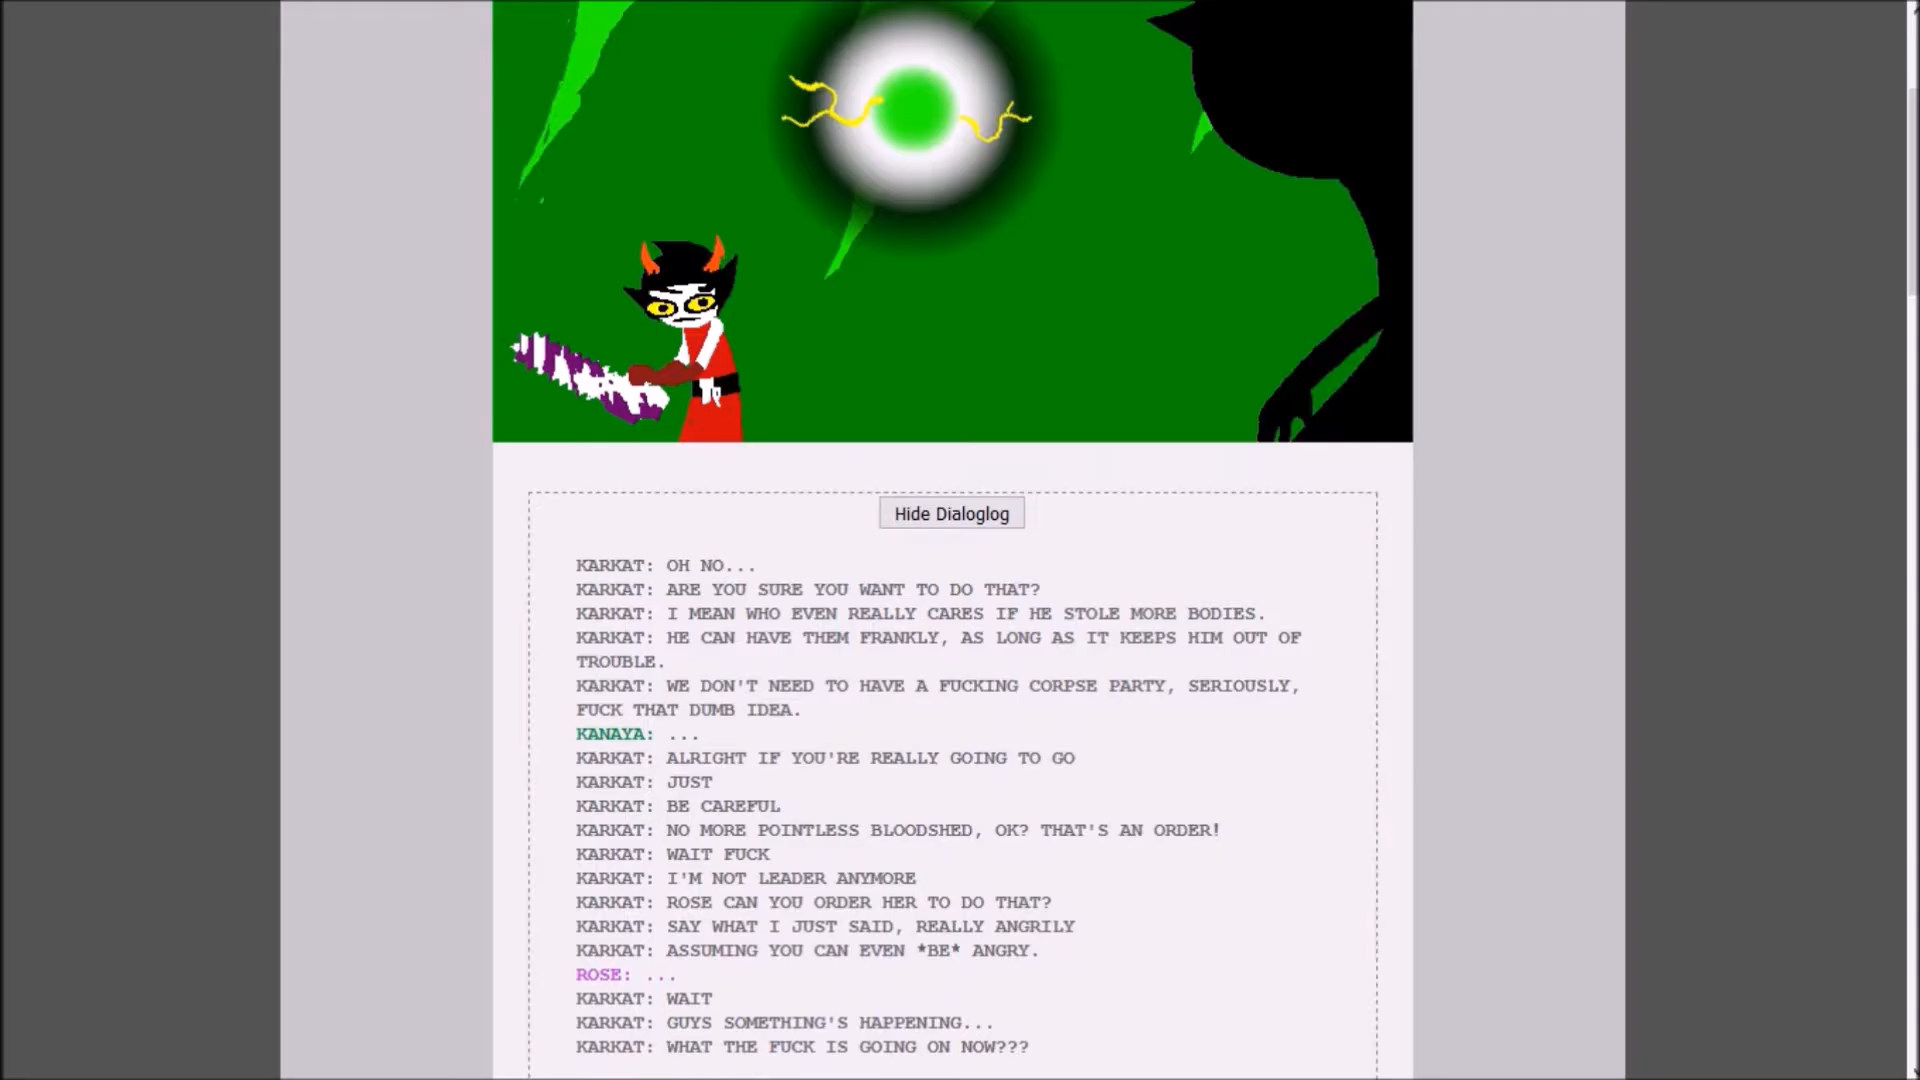 Hide Dialoglog
KARKAT: OH NO...
KARKAT: ARE YOU SURE YOU WANT TO DO THAT?
KARKAT: I MEAN WHO EVEN REALLY CARES IF HE STOLE MORE BODIES.
KARKAT: HE CAN HAVE THEM FRANKLY, AS LONG AS IT KEEPS HIM OUT OF
TROUBLE.
KARKAT: WE DON'T NEED TO HAVE A FUCKING CORPSE PARTY, SERIOUSLY,
FUCK THAT DUMB IDEA.
KANAYA: ...
KARKAT: ALRIGHT IF YOU'RE REALLY GOING TO GO
KARKAT: JUST
KARKAT: BE CAREFUL
KARKAT: NO MORE POINTLESS BLOODSHED, OK? THAT'S AN ORDER!
KARKAT: WAIT FUCK
KARKAT: I'M NOT LEADER ANYMORE
KARKAT: ROSE CAN YOU ORDER HER TO DO THAT?
KARKAT: SAY WHAT I JUST SAID, REALLY ANGRILY
KARKAT: ASSUMING YOU CAN EVEN *BE* ANGRY.
ROSE: ...
KARKAT: WAIT
KARKAT: GUYS SOMETHING'S HAPPENING...
KARKAT: WHAT THE FUCK IS GOING ON NOW???